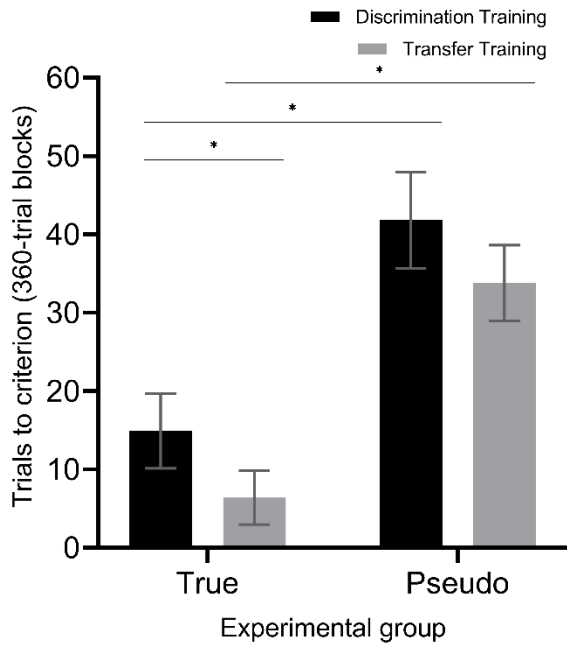 Discrimination Training
Transfer Training
Trials to criterion (360-trial blocks)
60
50
40
30
20
10
0
*
*
*
True
Pseudo
Experimental group